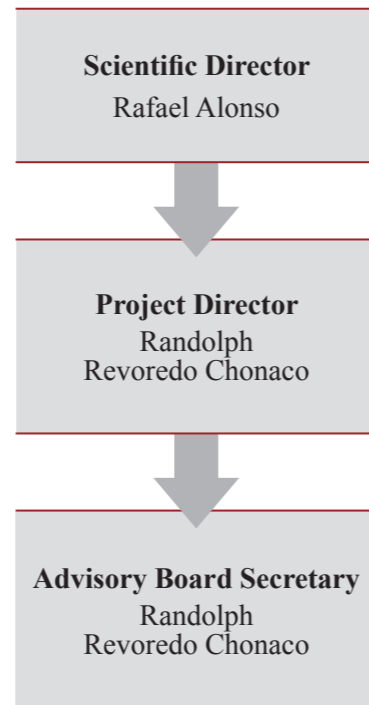 Scientific Director
Rafael Alonso
Project Director
Randolph
Revoredo Chonaco
Advisory Board Secretary
Randolph
Revoredo Chonaco